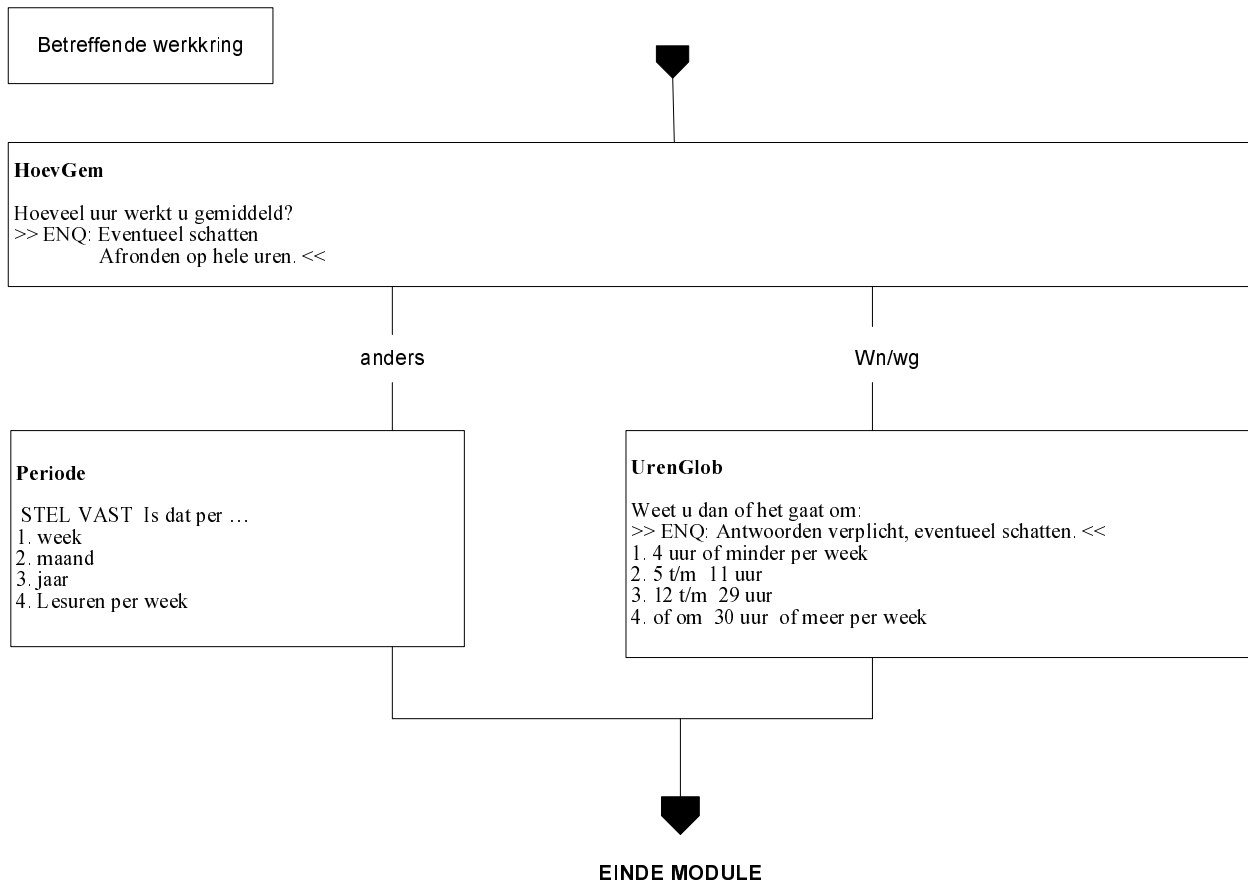 Betreffende werkkring
HoevGem
Hoeveel uur werkt u gemiddeld?
>> ENQ: Eventueel schatten
Afronden op hele uren. <<
anders
Wn/wg
Periode
STEL VAST Is dat per …
1. week
2. maand
3. jaar
4. Lesuren per week
UrenGlob
Weet u dan of het gaat om:
>> ENQ: Antwoorden verplicht, eventueel schatten. <<
1. 4 uur of minder per week
2. 5 t/m 11 uur
3. 12 t/m 29 uur
4. of om 30 uur of meer per week
EINDE MODULE